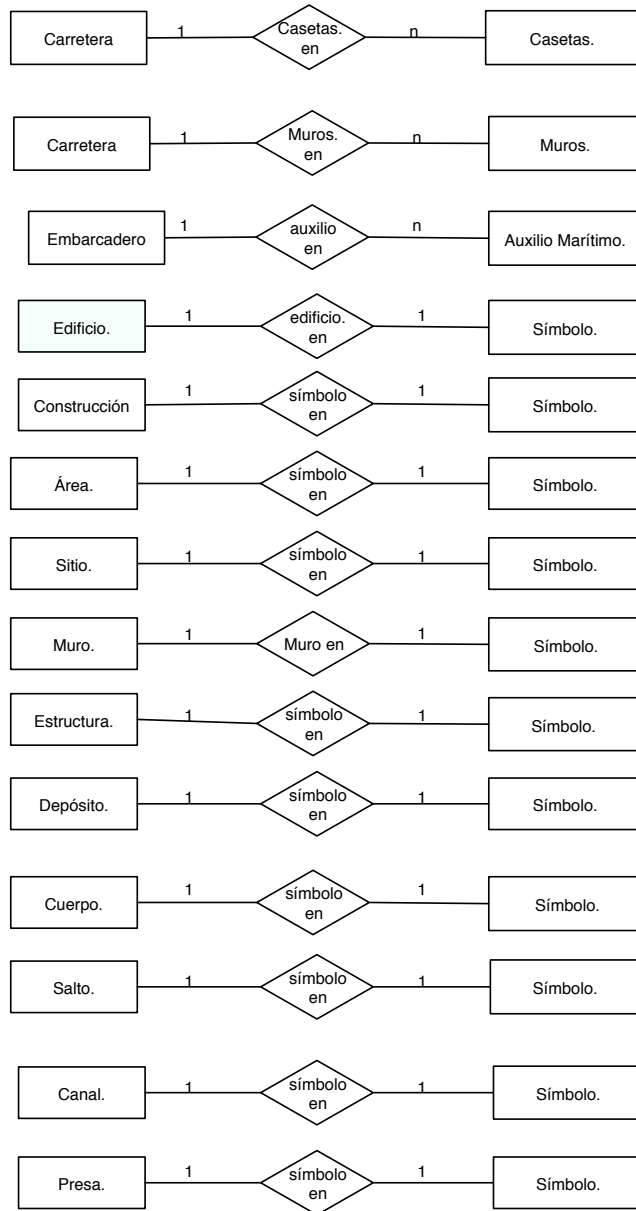 Carretera 1 Casetas. n Casetas.
en
Carretera 1 Muros. n Muros.
en
Embarcadero 1 auxilio n Auxilio Marítimo.
en
Edificio. 1 edificio. 1 Símbolo.
en
Construcción 1 símbolo 1 Símbolo.
en
Área. 1 símbolo 1 Símbolo.
en
Sitio. 1 símbolo 1 Símbolo.
en
Muro. 1 Muro en 1 Símbolo.
Estructura. 1 símbolo 1 Símbolo.
en
Depósito. 1 símbolo 1 Símbolo.
en
Cuerpo. 1 símbolo 1 Símbolo.
en
Salto. 1 símbolo 1 Símbolo.
en
Canal. 1 símbolo 1 Símbolo.
en
Presa. 1 símbolo 1 Símbolo.
en